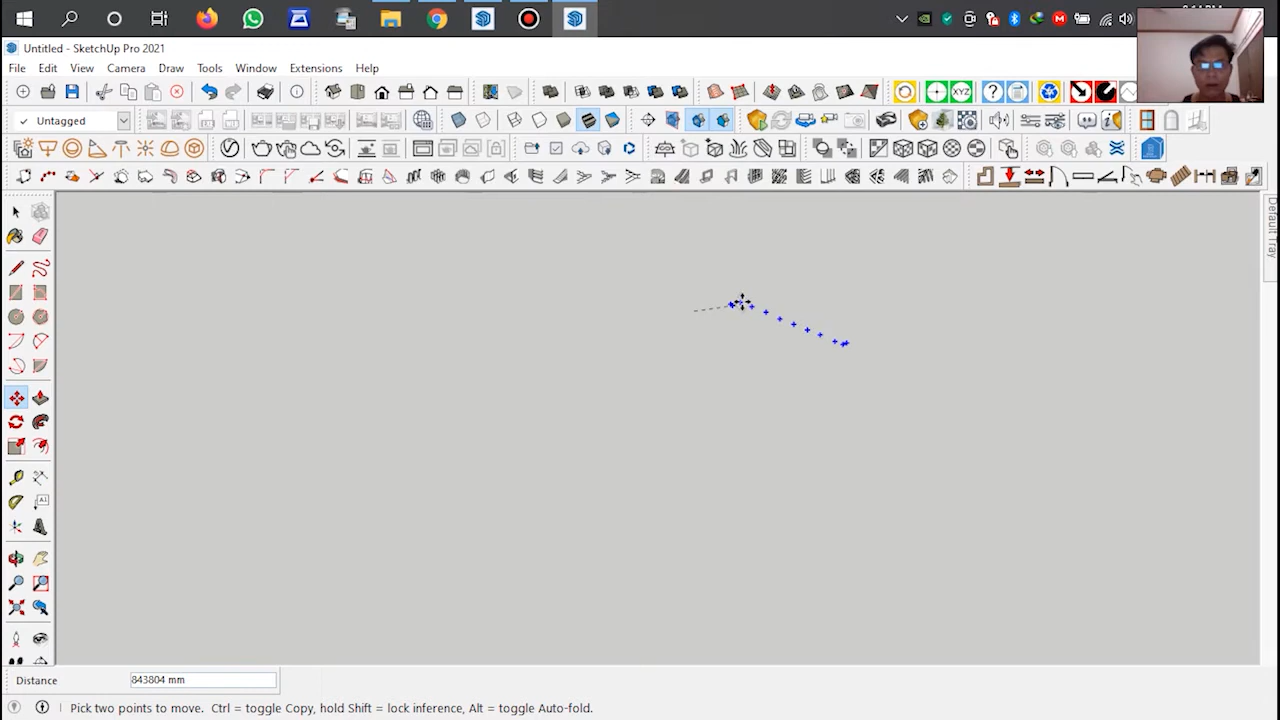 Untitled - SketchUp Pro 2021
File Edit View Camera Draw Tools Window Extensions Help
Untagged
XYZ
Default Tray
Distance
843804 mm
Pick two points to move. Ctrl = toggle Copy, hold Shift = lock inference, Alt = toggle Auto-fold.